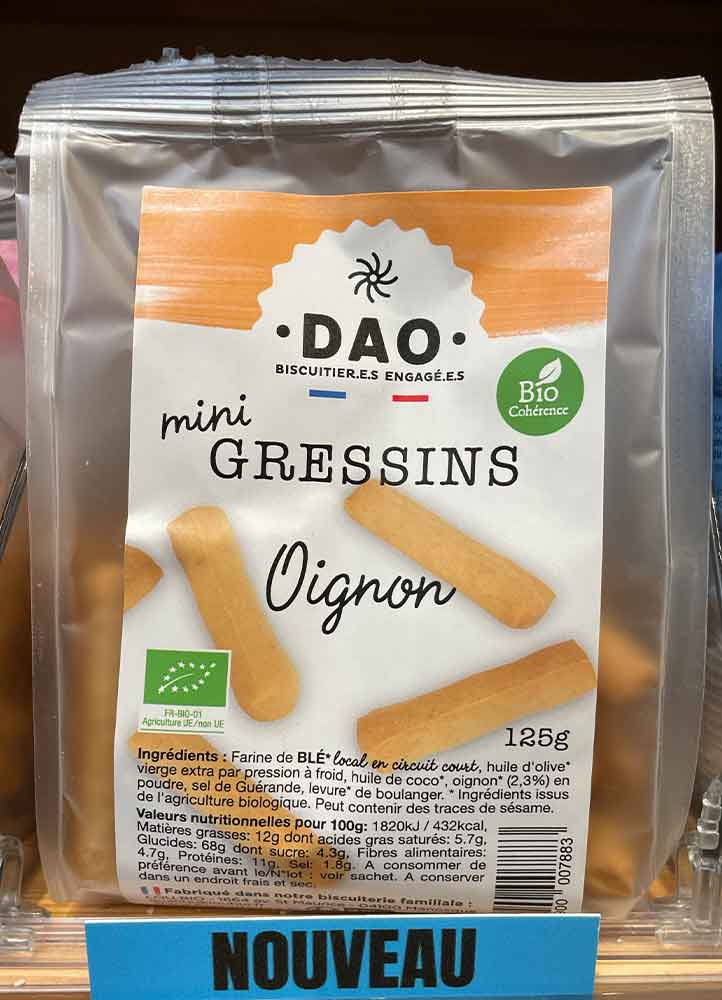 DAO
BISCUITIER.E.S ENGAGÉ.E.S
Bio
Cohérence
mini
GRESSINS
Oignon
FR-BIO-01
Agriculture UE/non UE
125g
Ingrédients : Farine de BLÉ* local en circuit court, huile d'olive*
vierge extra par pression à froid, huile de coco*, oignon* (2,3%) en
poudre, sel de Guérande, levure* de boulanger. * Ingrédients issus
de l'agriculture biologique. Peut contenir des traces de sésame.
Valeurs nutritionnelles pour 100g: 1820kJ / 432kcal,
Matières grasses: 12g dont acides gras saturés: 5.7g,
Glucides: 68g dont sucre: 4.3g, Fibres alimentaires:
4.7g, Protéines: 11g, Sel: 1.8g. A consommer de
préférence avant le/N°lot : voir sachet. A conserver
dans un endroit frais et sec.
007883
Fabriqué dans notre biscuiterie familiale :
NOUVEAU